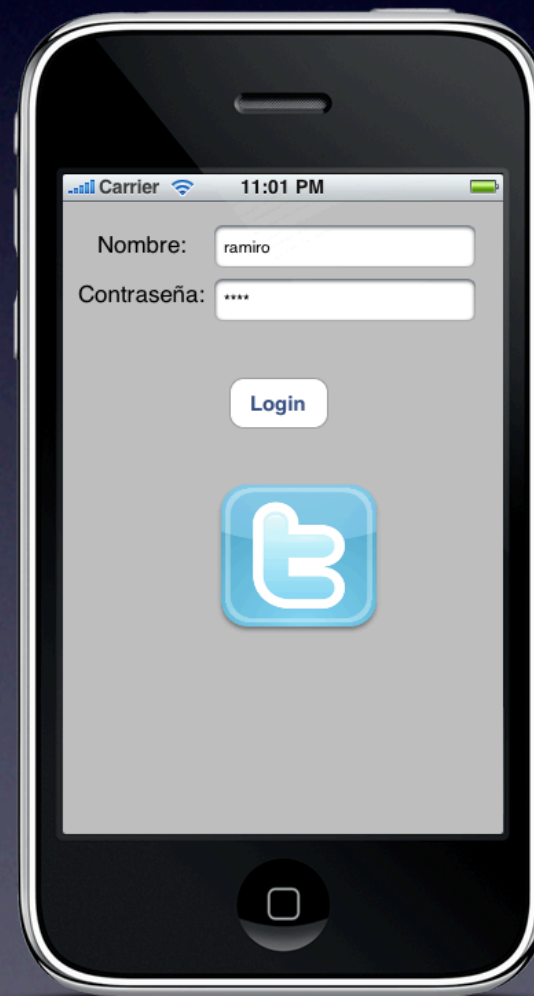 Carrier 11:01 PM
Nombre: ramiro
Contraseña: ****
Login
t